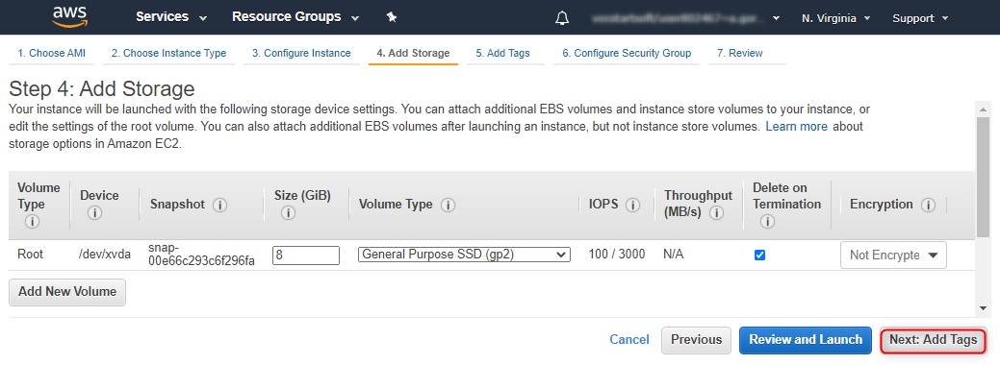 aws
Services
Resource Groups
N. Virginia
Support
1. Choose AMI
2. Choose Instance Type
3. Configure Instance
4. Add Storage
5. Add Tags
6. Configure Security Group
7. Review
Step 4: Add Storage
Your instance will be launched with the following storage device settings. You can attach additional EBS volumes and instance store volumes to your instance, or
edit the settings of the root volume. You can also attach additional EBS volumes after launching an instance, but not instance store volumes. Learn more about
storage options in Amazon EC2.
Volume
Type
Device
Snapshot
Size (GiB)
Volume Type
IOPS
Throughput
(MB/s)
Delete on
Termination
Encryption
Root
/dev/xvda
snap-
00e66c293c6f296fa
8
General Purpose SSD (gp2)
100 / 3000
N/A
Not Encrypte
Add New Volume
Cancel
Previous
Review and Launch
Next: Add Tags